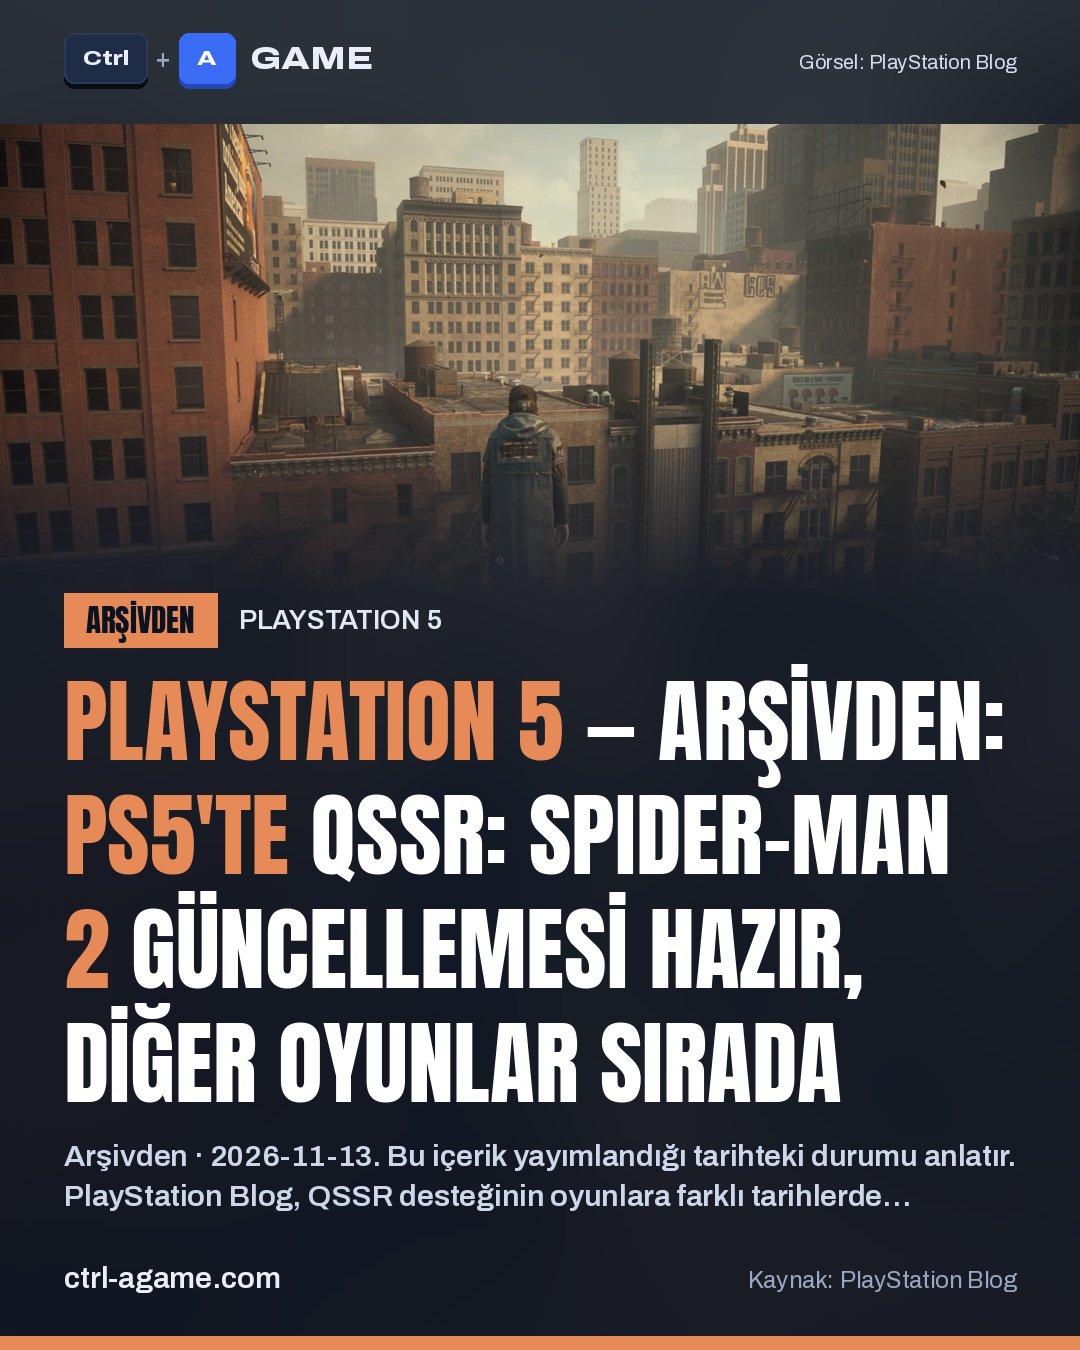 Ctrl + A GAME
Görsel: PlayStation Blog
ARŞİVDEN PLAYSTATION 5
PLAYSTATION 5 – ARŞİVDEN:
PS5'TE QSSR: SPIDER-MAN
2 GÜNCELLEMESİ HAZIR,
DİĞER OYUNLAR SIRADA
Arşivden · 2026-11-13. Bu içerik yayımlandığı tarihteki durumu anlatır.
PlayStation Blog, QSSR desteğinin oyunlara farklı tarihlerde…
ctrl-agame.com
Kaynak: PlayStation Blog